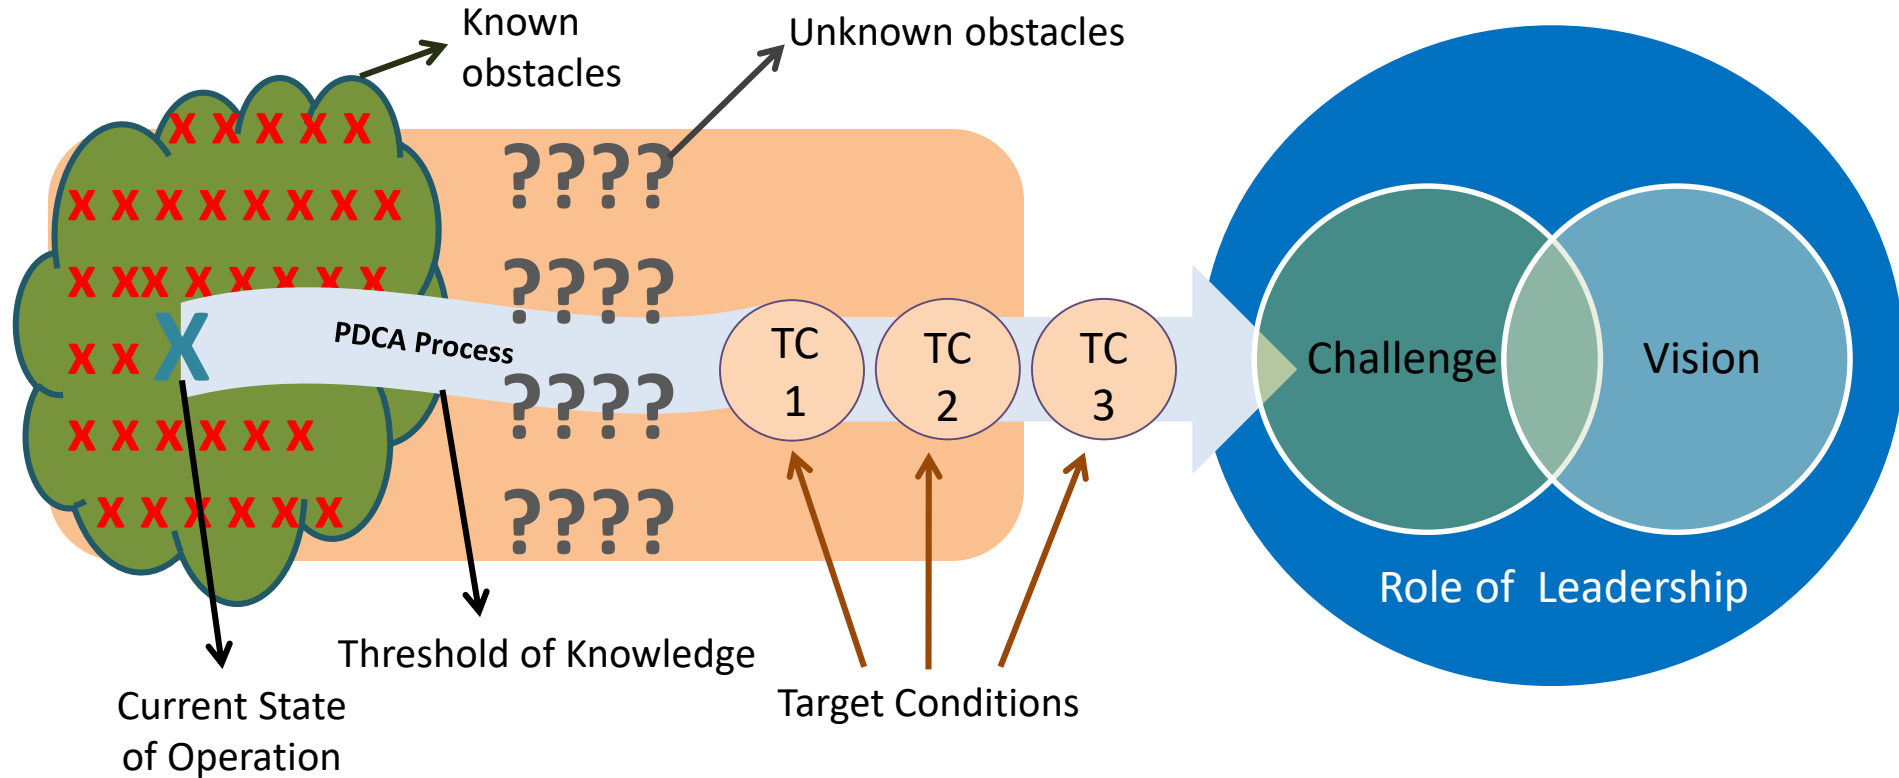 Known
obstacles
Unknown obstacles
X X X X X
X X X X X X X X
X XX X X X X X
X X X
X X X X X X
X X X X X X
????
????
????
????
PDCA Process
TC
1
TC
2
TC
3
Challenge
Vision
Role of Leadership
Threshold of Knowledge
Target Conditions
Current State
of Operation